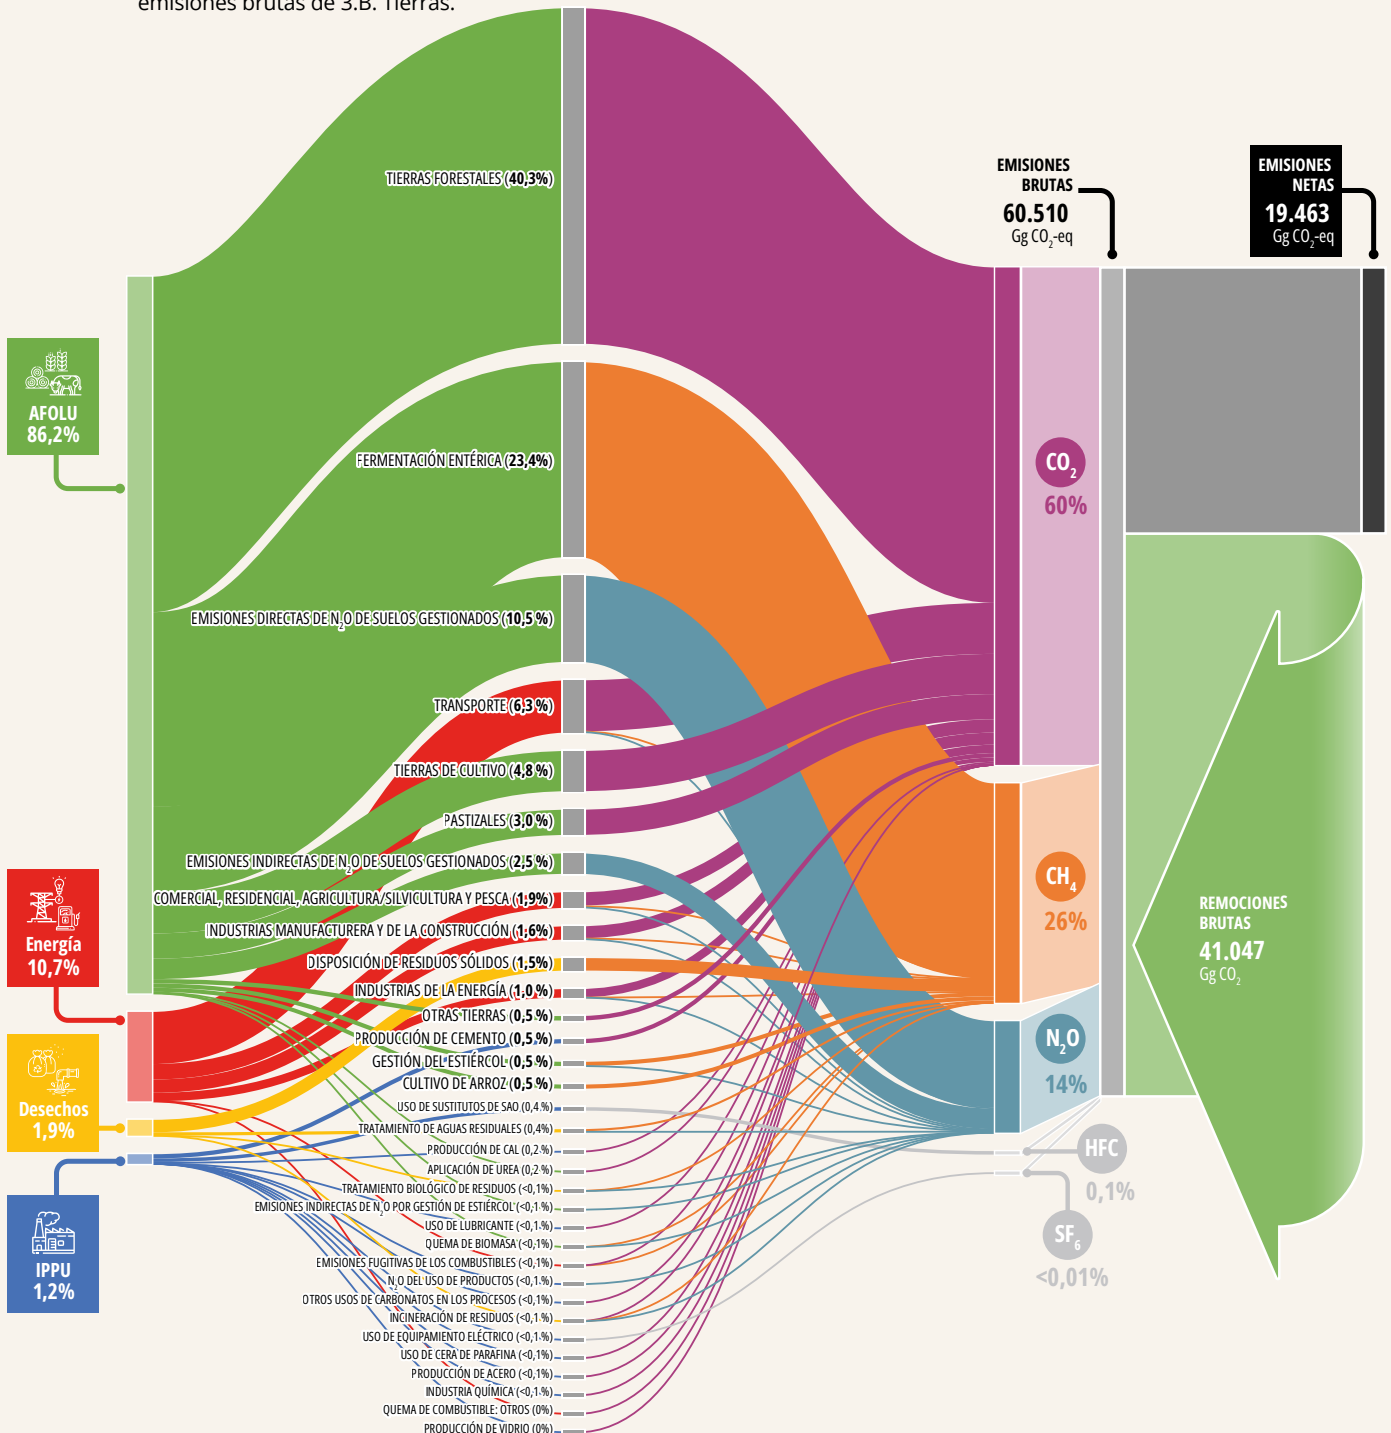 emisiones brutas de 3.B. Tierras.
TIERRAS FORESTALES (40,3%)
FERMENTACIÓN ENTÉRICA (23,4%)
EMISIONES DIRECTAS DE N2O DE SUELOS GESTIONADOS (10,5 %)
TRANSPORTE (6,3 %)
TIERRAS DE CULTIVO (4,8 %)
PASTIZALES (3,0 %)
EMISIONES INDIRECTAS DE N2O DE SUELOS GESTIONADOS (2,5 %)
COMERCIAL, RESIDENCIAL, AGRICULTURA/SILVICULTURA Y PESCA (1,9%)
INDUSTRIAS MANUFACTURERA Y DE LA CONSTRUCCIÓN (1,6%)
DISPOSICIÓN DE RESIDUOS SÓLIDOS (1,5%)
INDUSTRIAS DE LA ENERGÍA (1,0 %)
OTRAS TIERRAS (0,5 %)
PRODUCCIÓN DE CEMENTO (0,5 %)
GESTIÓN DEL ESTIÉRCOL (0,5 %)
CULTIVO DE ARROZ (0,5 %)
USO DE SUSTITUTOS DE SAO (0,4 %)
TRATAMIENTO DE AGUAS RESIDUALES (0,4%)
PRODUCCIÓN DE CAL (0,2 %)
APLICACIÓN DE UREA (0,2 %)
TRATAMIENTO BIOLÓGICO DE RESIDUOS (<0,1%)
EMISIONES INDIRECTAS DE N2O POR GESTIÓN DE ESTIÉRCOL (<0,1 %)
USO DE LUBRICANTE (<0,1 %)
QUEMA DE BIOMASA (<0,1%)
EMISIONES FUGITIVAS DE LOS COMBUSTIBLES (<0,1%)
N2O DEL USO DE PRODUCTOS (<0,1 %)
OTROS USOS DE CARBONATOS EN LOS PROCESOS (<0,1%)
INCINERACIÓN DE RESIDUOS (<0,1 %)
USO DE EQUIPAMIENTO ELÉCTRICO (<0,1 %)
USO DE CERA DE PARAFINA (<0,1%)
PRODUCCIÓN DE ACERO (<0,1%)
INDUSTRIA QUÍMICA (<0,1 %)
QUEMA DE COMBUSTIBLE: OTROS (0%)
PRODUCCIÓN DE VIDRIO (0%)
AFOLU
86,2%
Energía
10,7%
Desechos
1,9%
IPPU
1,2%
EMISIONES
BRUTAS
60.510
Gg CO2-eq
EMISIONES
NETAS
19.463
Gg CO2-eq
CO2
60%
CH4
26%
N2O
14%
HFC
0,1%
SF6
<0,01%
REMOCIONES
BRUTAS
41.047
Gg CO2